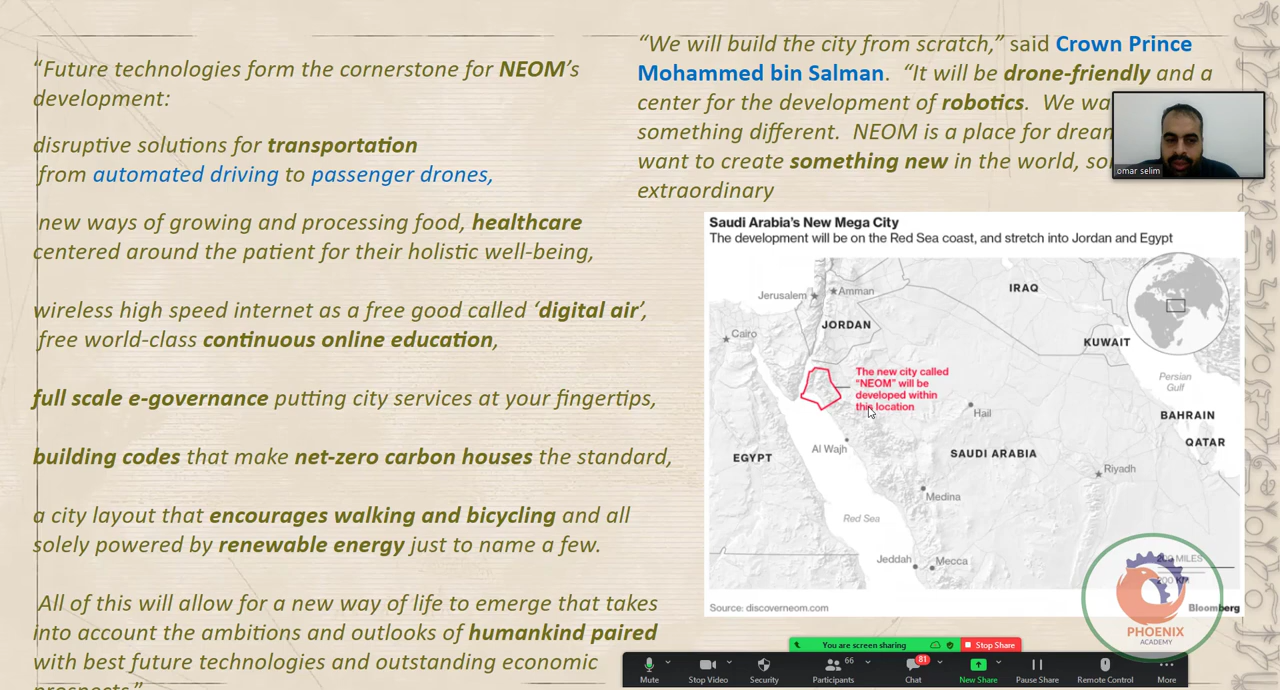 “Future technologies form the cornerstone for NEOM’s
development:
disruptive solutions for transportation
from automated driving to passenger drones,
new ways of growing and processing food, healthcare
centered around the patient for their holistic well-being,
wireless high speed internet as a free good called ‘digital air’,
free world-class continuous online education,
full scale e-governance putting city services at your fingertips,
building codes that make net-zero carbon houses the standard,
a city layout that encourages walking and bicycling and all
solely powered by renewable energy just to name a few.
All of this will allow for a new way of life to emerge that takes
into account the ambitions and outlooks of humankind paired
with best future technologies and outstanding economic
prospects.”
“We will build the city from scratch,” said Crown Prince
Mohammed bin Salman. “It will be drone-friendly and a
center for the development of robotics. We
something different. NEOM is a place for
want to create something new in the world,
extraordinary
omar selim
Saudi Arabia's New Mega City
The development will be on the Red Sea coast, and stretch into Jordan and Egypt
Jerusalem
Amman
IRAQ
JORDAN
Cairo
KUWAIT
The new city called
“NEOM” will be
developed within
this location
Persian
Gulf
Hail
BAHRAIN
QATAR
Al Wajh
EGYPT
SAUDI ARABIA
Riyadh
Medina
Red Sea
Jeddah
Mecca
200 MILES
200 KM
Source: discoverneom.com
Bloomberg
PHOENIX
ACADEMY
You are screen sharing
Stop Share
66
81
Mute
Stop Video
Security
Participants
Chat
New Share
Pause Share
Remote Control
More